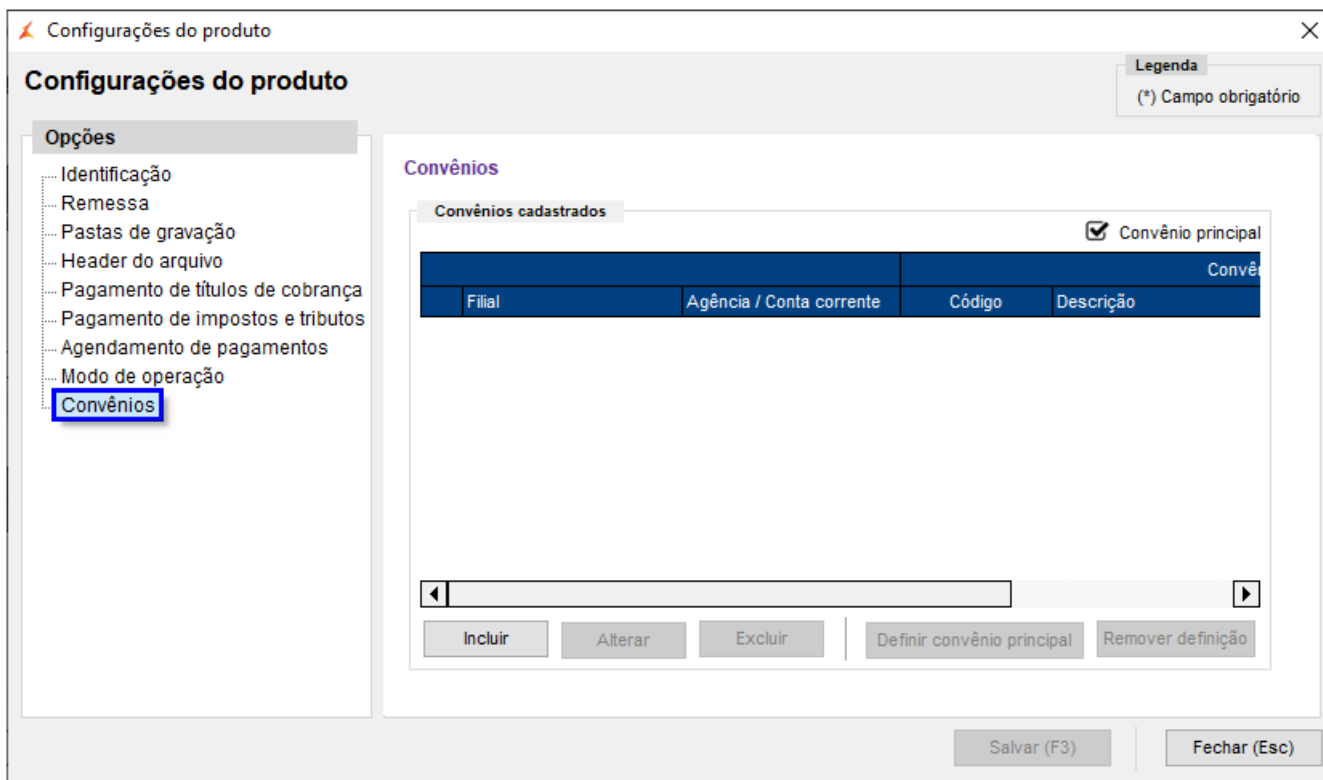 Configurações do produto
Configurações do produto
Legenda
(*) Campo obrigatório
Opções
Identificação
Remessa
Pastas de gravação
Header do arquivo
Pagamento de títulos de cobrança
Pagamento de impostos e tributos
Agendamento de pagamentos
Modo de operação
Convênios
Convênios
Convênios cadastrados
Convênio principal
Convê
Filial Agência / Conta corrente Código Descrição
Incluir Alterar Excluir Definir convênio principal Remover definição
Salvar (F3) Fechar (Esc)